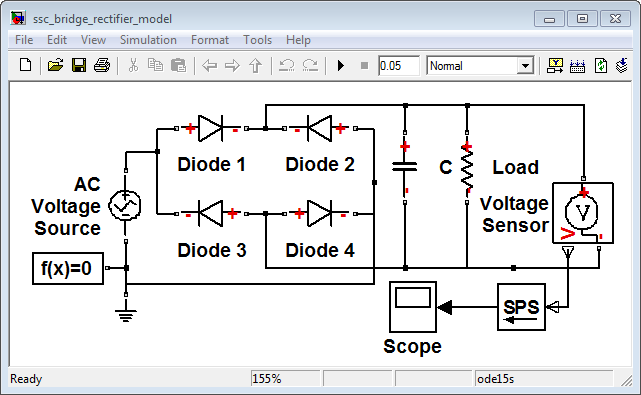 ssc_bridge_rectifier_model
File Edit View Simulation Format Tools Help
0.05 Normal
+ - - +
Diode 1 Diode 2
+ +
- -
C Load
AC
Voltage
Source
- + + -
Diode 3 Diode 4
Voltage
Sensor
+
V
V -
f(x)=0
SPS
Scope
Ready 155% ode15s